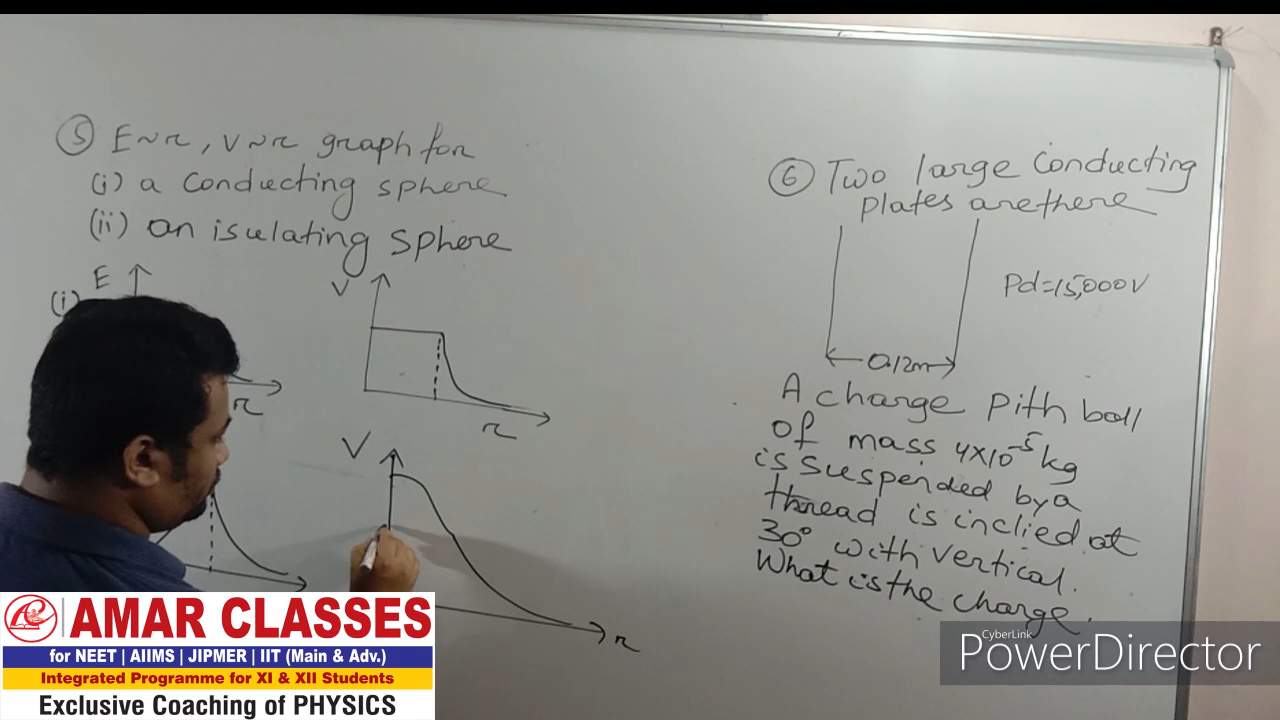 ⑤ E~r, V~r graph for
(i) a Conducting sphere
(ii) an isulating sphere
(i)
E
r
V
r
V
r
⑥ Two large Conducting
plates are there
Pd=15,000V
0.12m
A charge Pith ball
of mass 4x10⁻⁵ kg
is suspended by a
thread is inclied at
30° with vertical.
What is the charge.
AMAR CLASSES
for NEET | AIIMS | JIPMER | IIT (Main & Adv.)
Integrated Programme for XI & XII Students
Exclusive Coaching of PHYSICS
CyberLink
PowerDirector